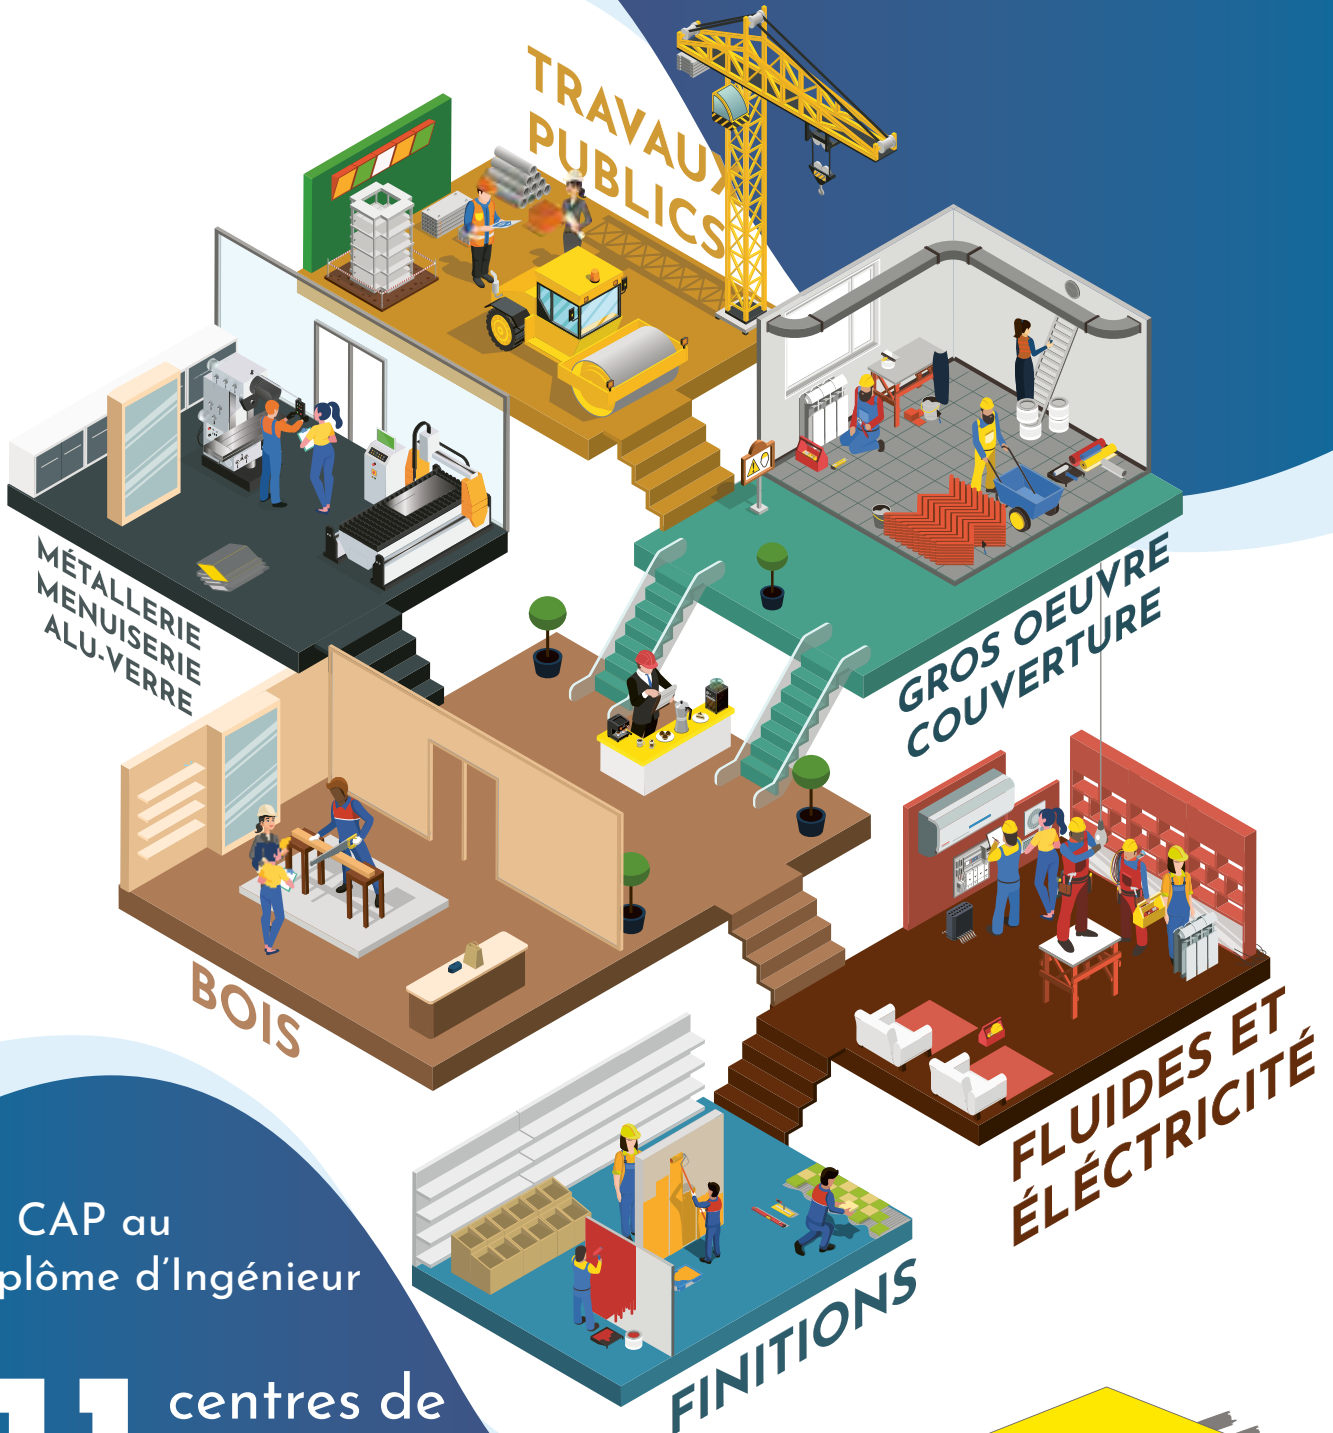 TRAVAUX
PUBLICS
MÉTALLERIE
MENUISERIE
ALU-VERRE
GROS OEUVRE
COUVERTURE
BOIS
FLUIDES ET
ÉLÉCTRICITÉ
CAP au
plôme d'Ingénieur
11 centres de
FINITIONS